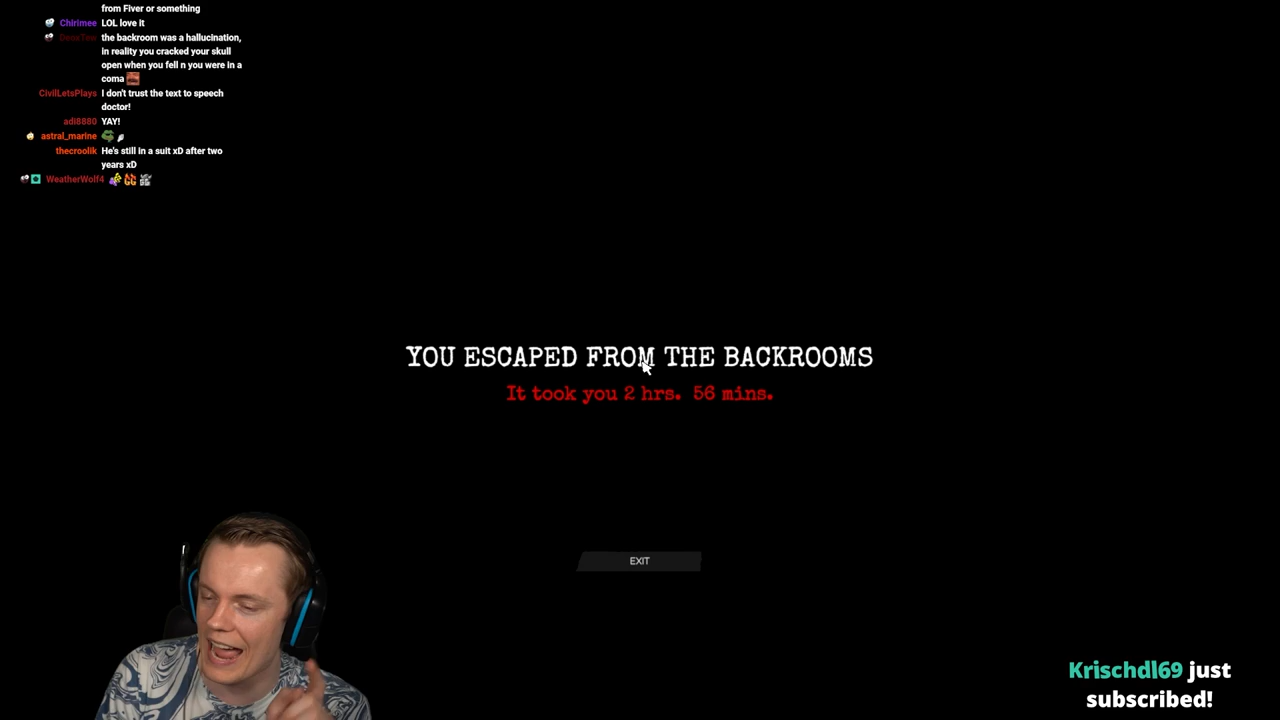 from Fiver or something
Chirimee LOL love it
DenxTew the backroom was a hallucination,
in reality you cracked your skull
open when you fell n you were in a
coma
CivilLetsPlays I don't trust the text to speech
doctor!
adi8880 YAY!
astral_marine
thecroolik He's still in a suit xD after two
years xD
WeatherWolf4
YOU ESCAPED FROM THE BACKROOMS
It took you 2 hrs. 56 mins.
EXIT
Krischdl69 just
subscribed!